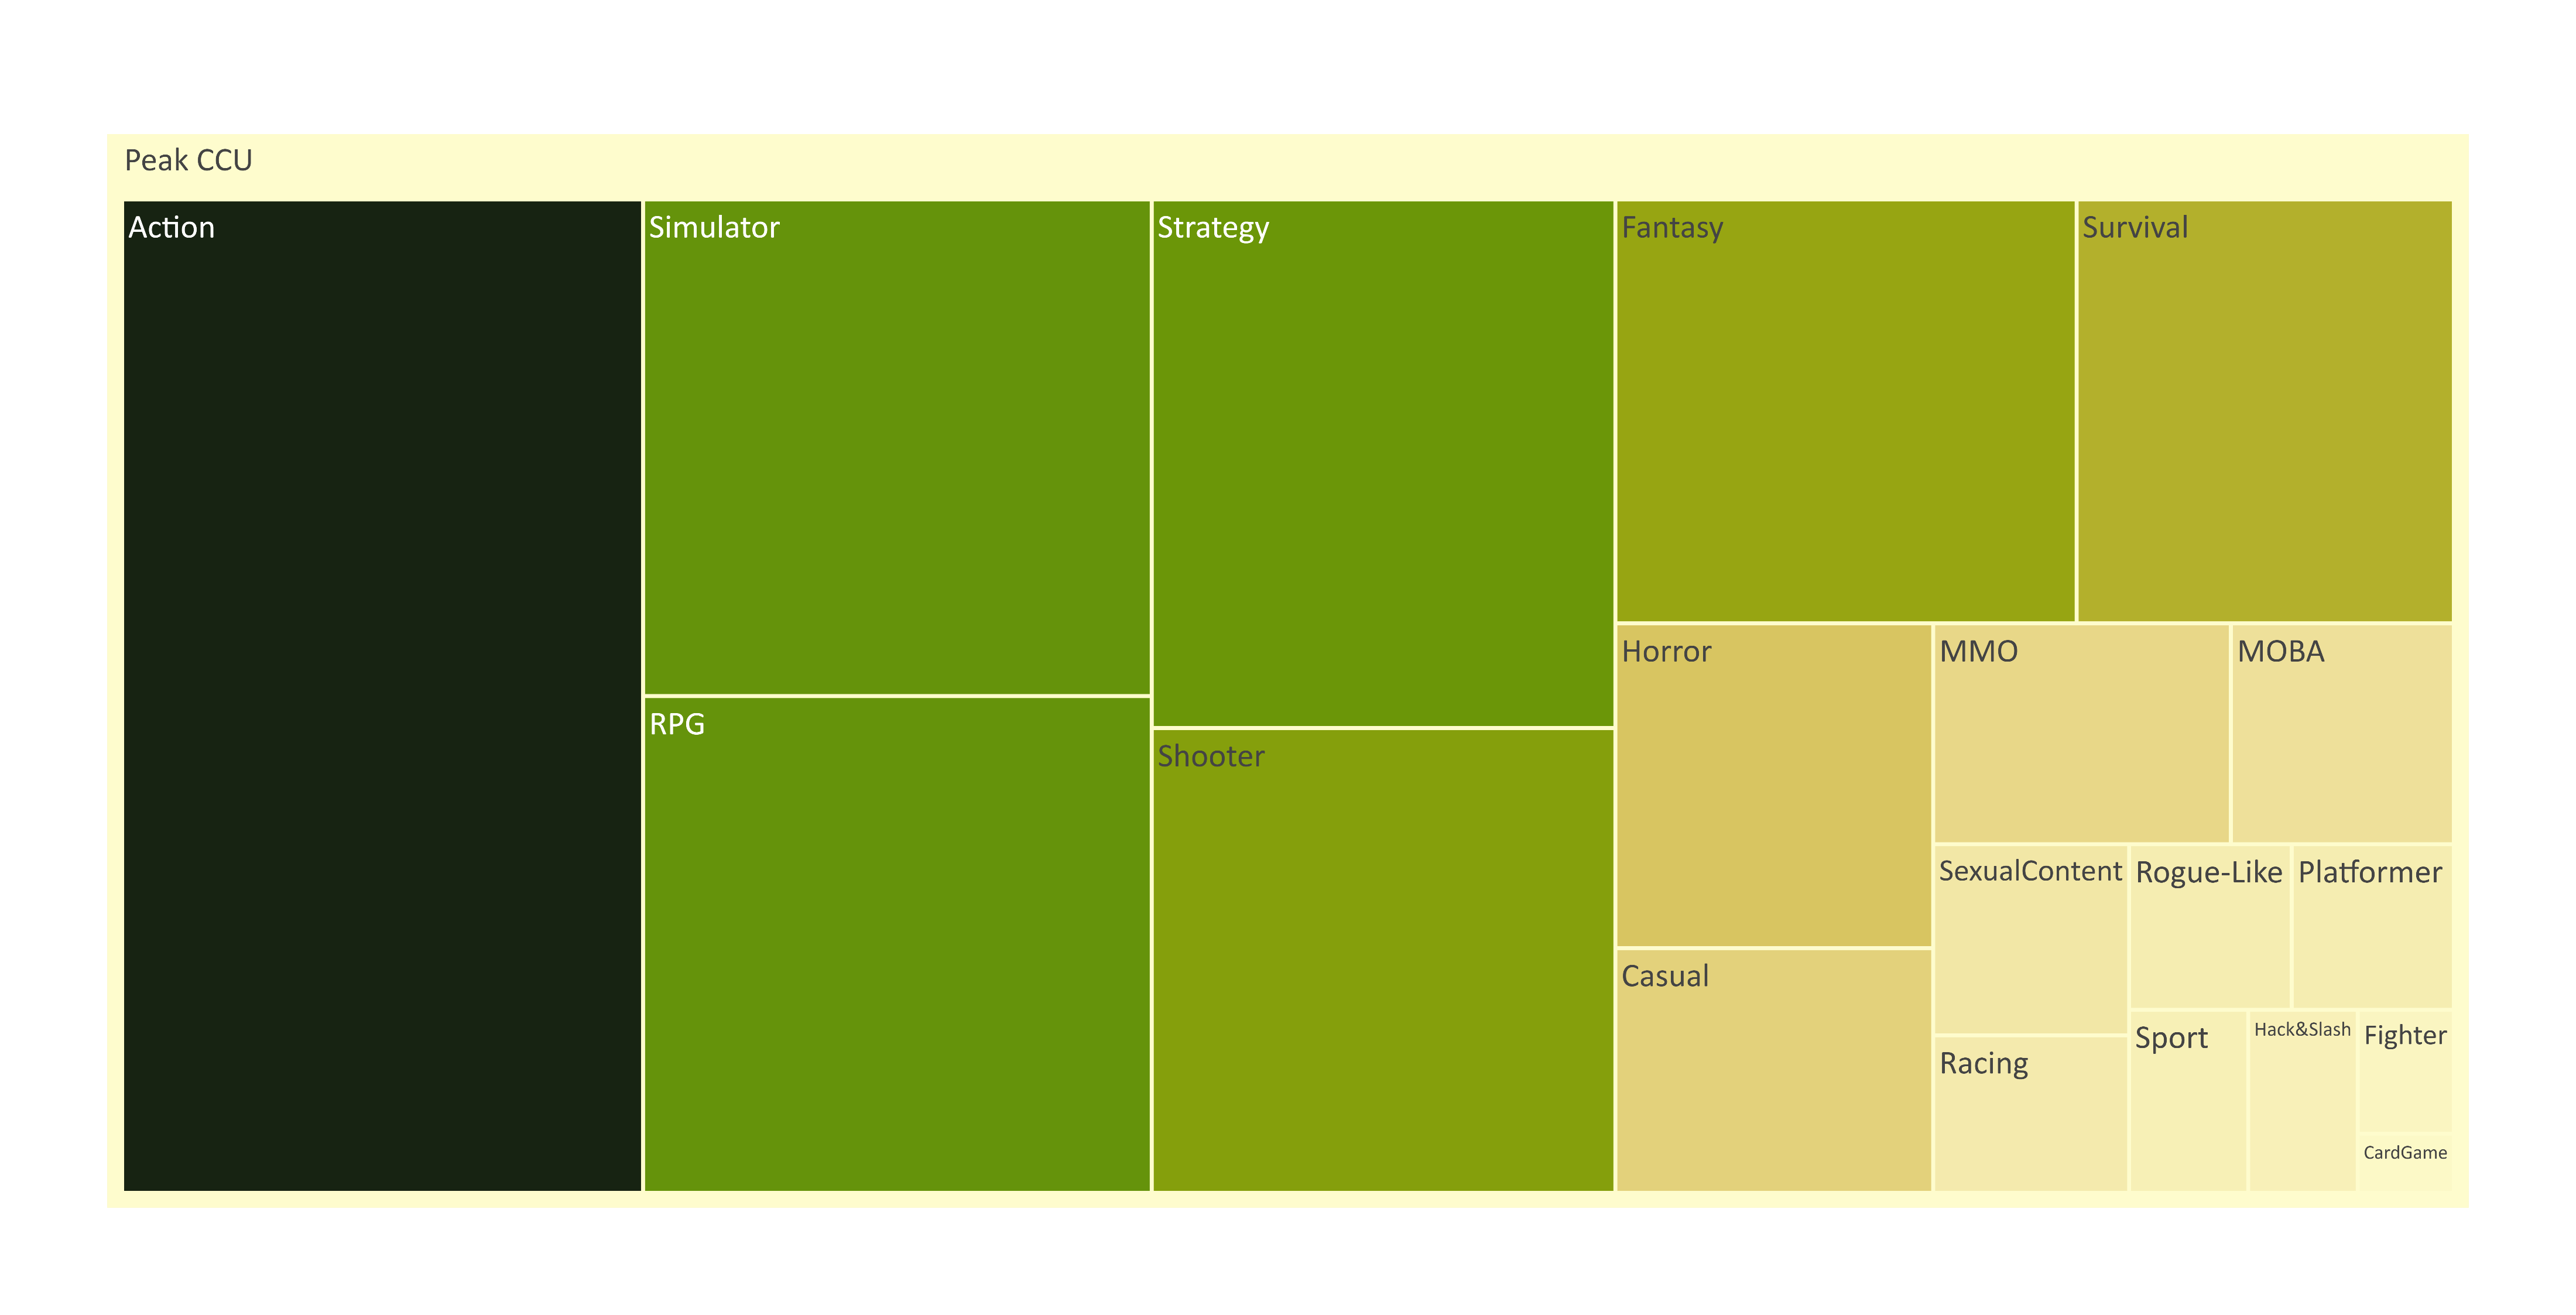 Peak CCU
Action
Simulator
Strategy
Fantasy
Survival
Horror
MMO
MOBA
RPG
Shooter
SexualContent
Rogue-Like
Platformer
Casual
Sport
Hack&Slash
Fighter
Racing
CardGame